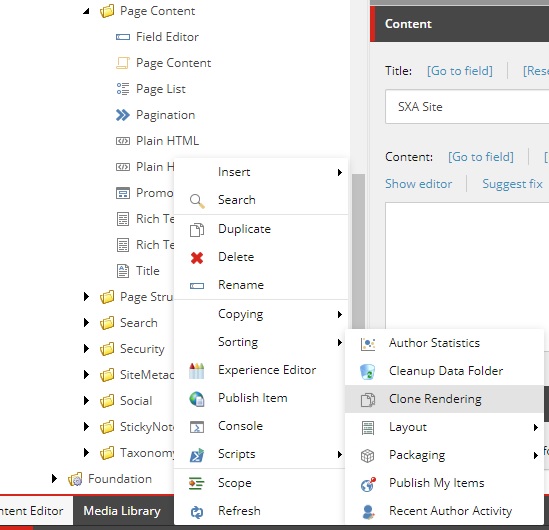 Page Content
Field Editor
Page Content
Page List
Pagination
Plain HTML
Plain H
Promo
Rich Te
Rich Te
Title
Page Stru
Search
Security
SiteMetad
Social
StickyNot
Taxonomy
Foundation
ntent Editor
Media Library
Insert
Search
Duplicate
Delete
Rename
Copying
Sorting
Experience Editor
Publish Item
Console
Scripts
Scope
Refresh
Author Statistics
Cleanup Data Folder
Clone Rendering
Layout
Packaging
Publish My Items
Recent Author Activity
Content
Title: [Go to field] [Rese
SXA Site
Content: [Go to field] [
Show editor Suggest fix